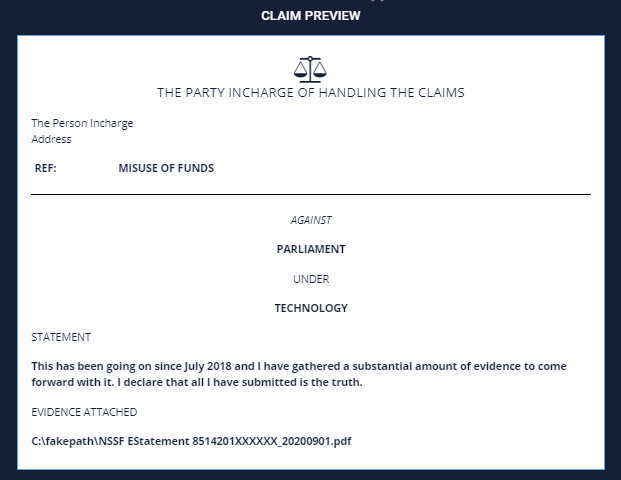 CLAIM PREVIEW
THE PARTY INCHARGE OF HANDLING THE CLAIMS
The Person Incharge
Address
REF: MISUSE OF FUNDS
AGAINST
PARLIAMENT
UNDER
TECHNOLOGY
STATEMENT
This has been going on since July 2018 and I have gathered a substantial amount of evidence to come
forward with it. I declare that all I have submitted is the truth.
EVIDENCE ATTACHED
C:\fakepath\NSSF EStatement 8514201XXXXXX_20200901.pdf